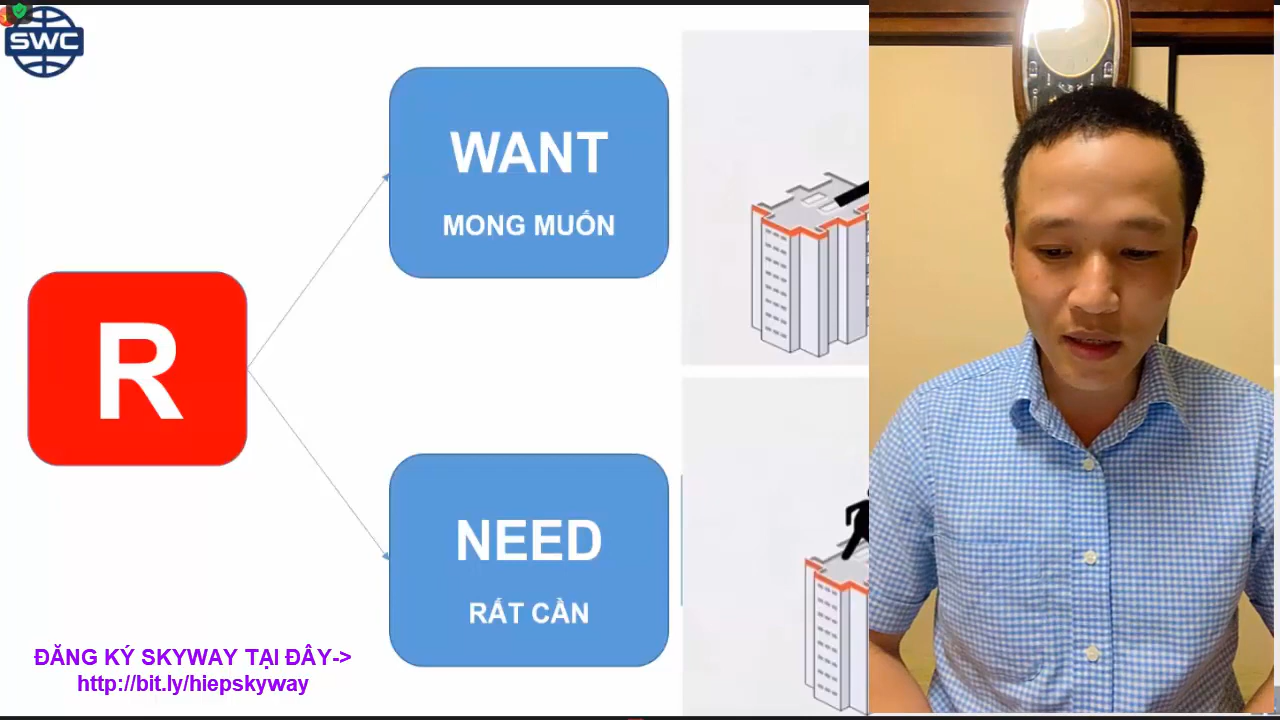 SWC
WANT
MONG MUỐN
R
NEED
RẤT CẦN
ĐĂNG KÝ SKYWAY TẠI ĐÂY->
http://bit.ly/hiepskyway